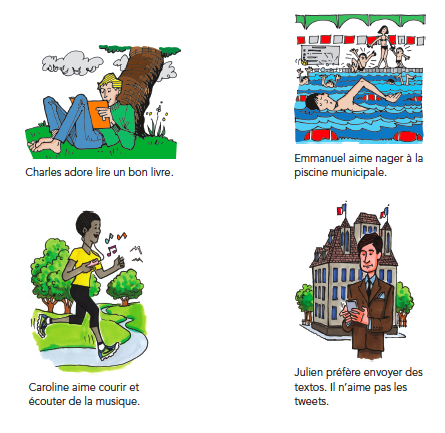 Charles adore lire un bon livre.
Emmanuel aime nager à la
piscine municipale.
Caroline aime courir et
écouter de la musique.
Julien préfère envoyer des
textos. Il n'aime pas les
tweets.